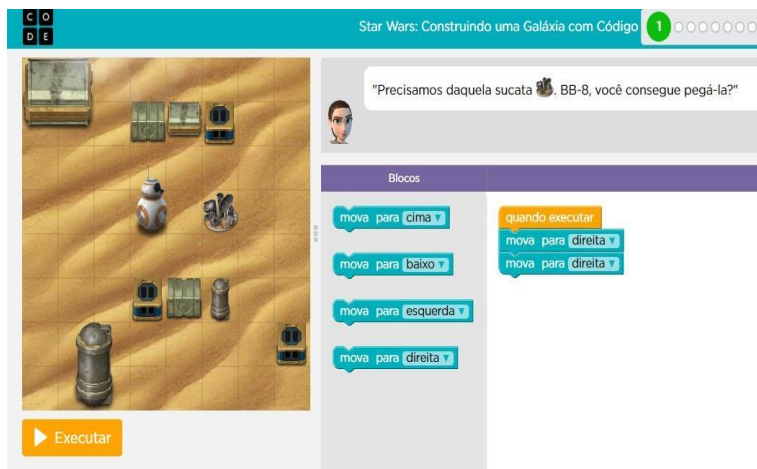 C O
D E
Star Wars: Construindo uma Galáxia com Código
1
"Precisamos daquela sucata. BB-8, você consegue pegá-la?"
Blocos
mova para cima
mova para baixo
mova para esquerda
mova para direita
quando executar
mova para direita
mova para direita
Executar